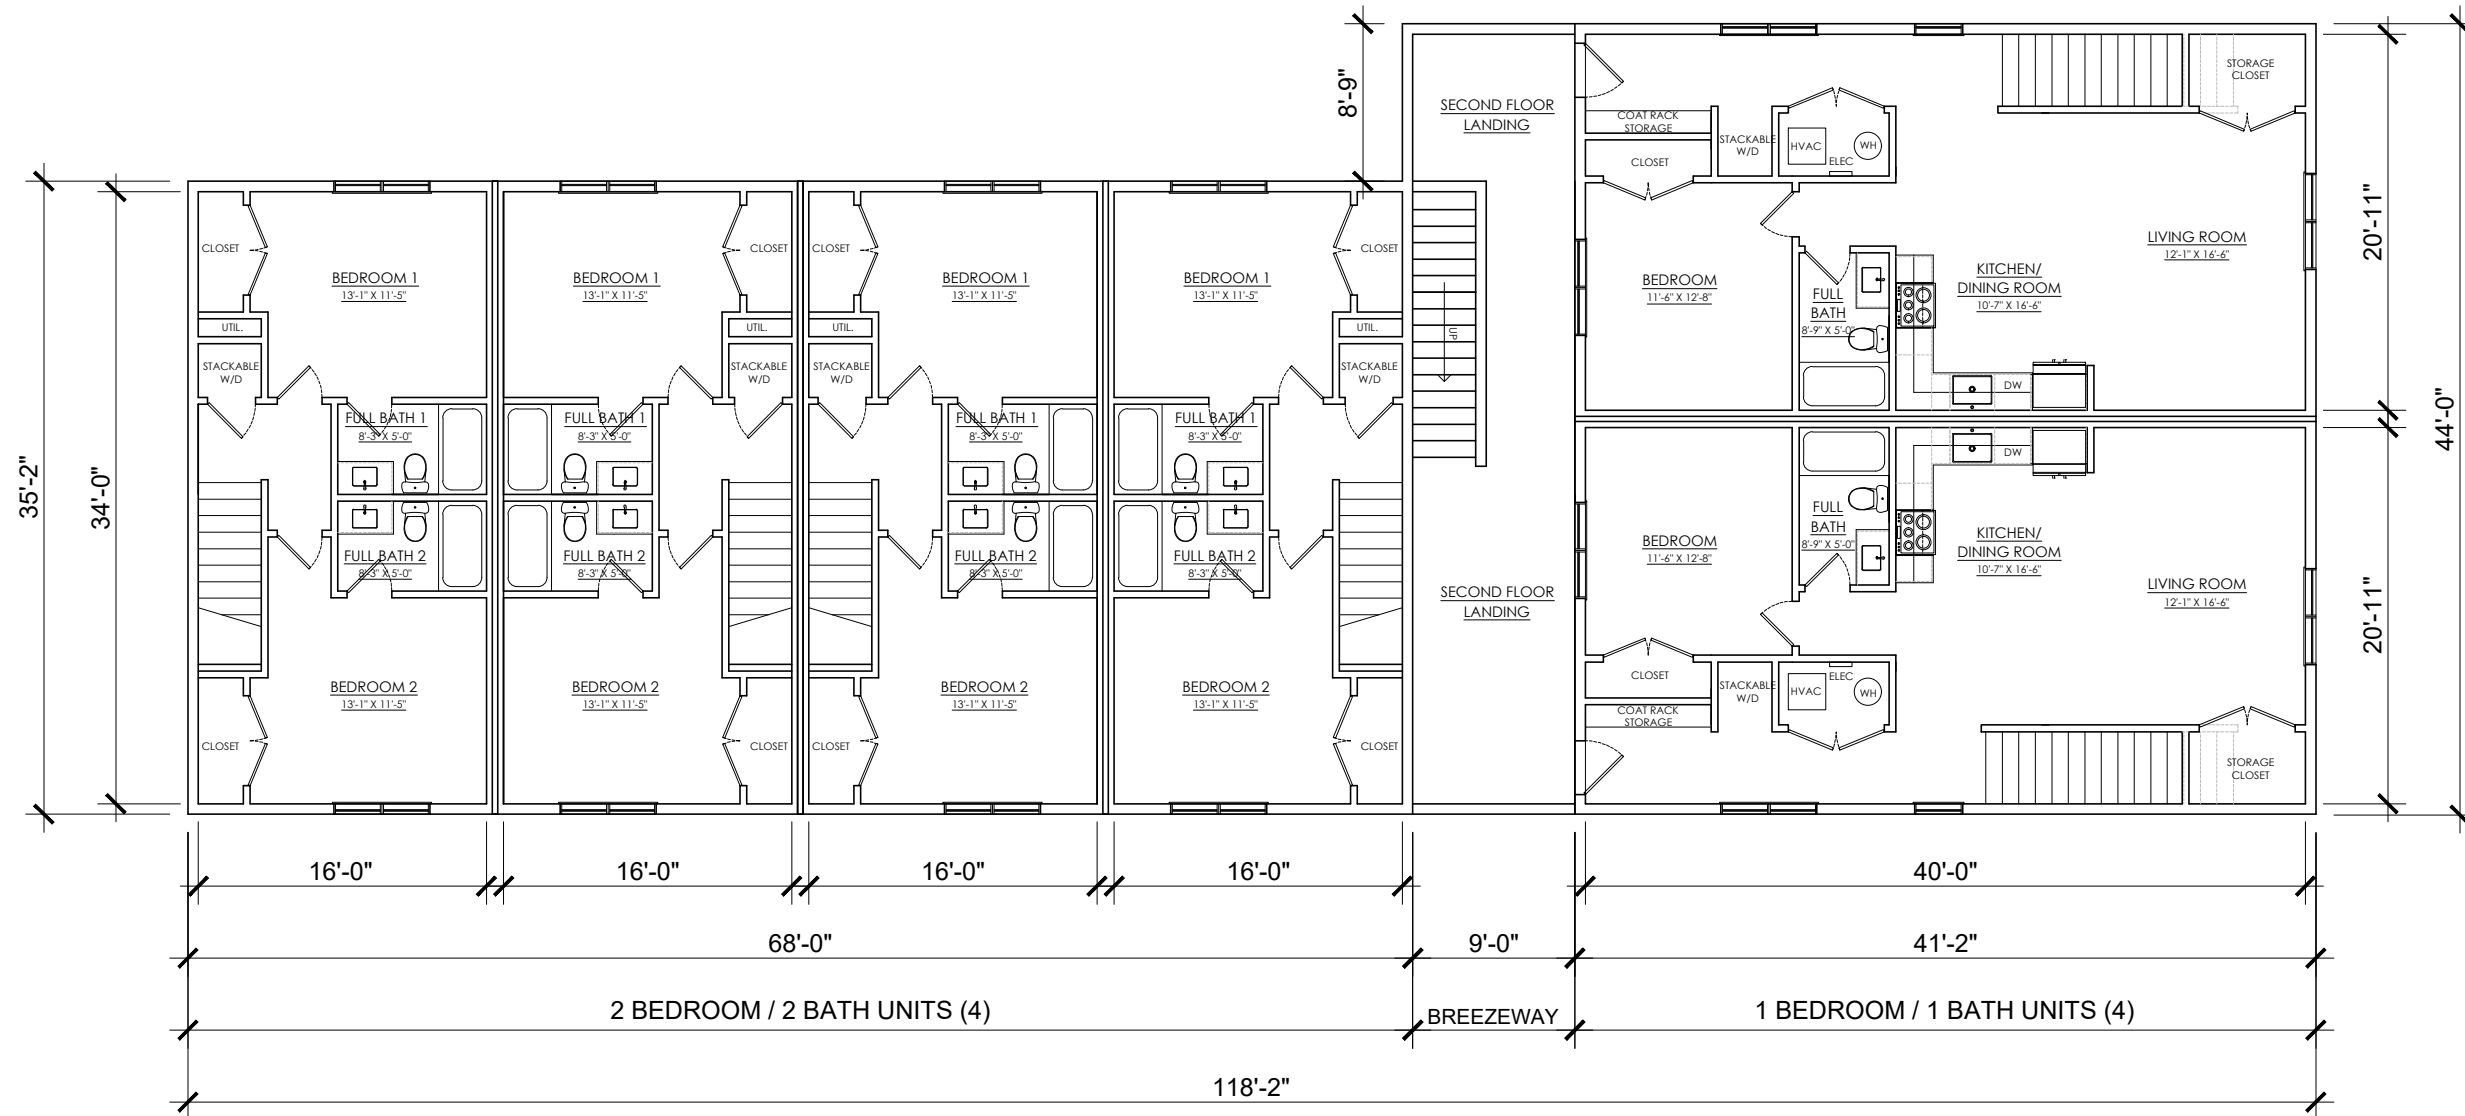 8'-9"
SECOND FLOOR
LANDING
COAT RACK
STORAGE
STACKABLE
W/D
CLOSET
HVAC
ELEC
WH
STORAGE
CLOSET
20'-11"
44'-0"
35'-2"
34'-0"
CLOSET
BEDROOM 1
13'-1" X 11'-5"
UTIL.
STACKABLE
W/D
FULL BATH 1
8'-3" X 5'-0"
FULL BATH 2
8'-3" X 5'-0"
BEDROOM 2
13'-1" X 11'-5"
CLOSET
BEDROOM 1
13'-1" X 11'-5"
CLOSET
UTIL.
STACKABLE
W/D
FULL BATH 1
8'-3" X 5'-0"
FULL BATH 2
8'-3" X 5'-0"
BEDROOM 2
13'-1" X 11'-5"
CLOSET
CLOSET
BEDROOM 1
13'-1" X 11'-5"
UTIL.
STACKABLE
W/D
FULL BATH 1
8'-3" X 5'-0"
FULL BATH 2
8'-3" X 5'-0"
BEDROOM 2
13'-1" X 11'-5"
CLOSET
BEDROOM 1
13'-1" X 11'-5"
CLOSET
UTIL.
STACKABLE
W/D
FULL BATH 1
8'-3" X 5'-0"
FULL BATH 2
8'-3" X 5'-0"
BEDROOM 2
13'-1" X 11'-5"
CLOSET
UP
BEDROOM
11'-6" X 12'-8"
FULL
BATH
8'-9" X 5'-0"
KITCHEN/
DINING ROOM
10'-7" X 16'-6"
DW
LIVING ROOM
12'-1" X 16'-6"
SECOND FLOOR
LANDING
BEDROOM
11'-6" X 12'-8"
FULL
BATH
8'-9" X 5'-0"
DW
KITCHEN/
DINING ROOM
10'-7" X 16'-6"
LIVING ROOM
12'-1" X 16'-6"
20'-11"
CLOSET
COAT RACK
STORAGE
STACKABLE
W/D
ELEC
HVAC
WH
STORAGE
CLOSET
16'-0"
16'-0"
16'-0"
16'-0"
40'-0"
68'-0"
9'-0"
41'-2"
2 BEDROOM / 2 BATH UNITS (4)
BREEZEWAY
1 BEDROOM / 1 BATH UNITS (4)
118'-2"